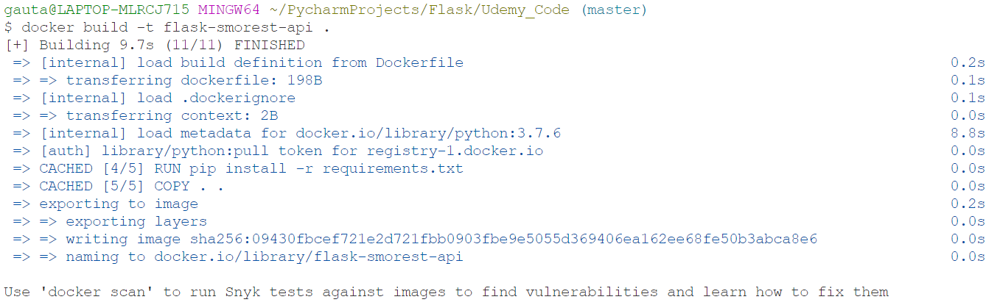 gauta@LAPTOP-MLRCJ715 MINGW64 ~/PycharmProjects/Flask/Udemy_Code (master)
$ docker build -t flask-smorest-api .
[+] Building 9.7s (11/11) FINISHED
=> [internal] load build definition from Dockerfile 0.2s
=> => transferring dockerfile: 198B 0.1s
=> [internal] load .dockerignore 0.1s
=> => transferring context: 2B 0.0s
=> [internal] load metadata for docker.io/library/python:3.7.6 8.8s
=> [auth] library/python:pull token for registry-1.docker.io 0.0s
=> CACHED [4/5] RUN pip install -r requirements.txt 0.0s
=> CACHED [5/5] COPY . . 0.0s
=> exporting to image 0.2s
=> => exporting layers 0.0s
=> => writing image sha256:09430fbcef721e2d721fbb0903fbe9e5055d369406ea162ee68fe50b3abca8e6 0.0s
=> => naming to docker.io/library/flask-smorest-api 0.0s
Use 'docker scan' to run Snyk tests against images to find vulnerabilities and learn how to fix them